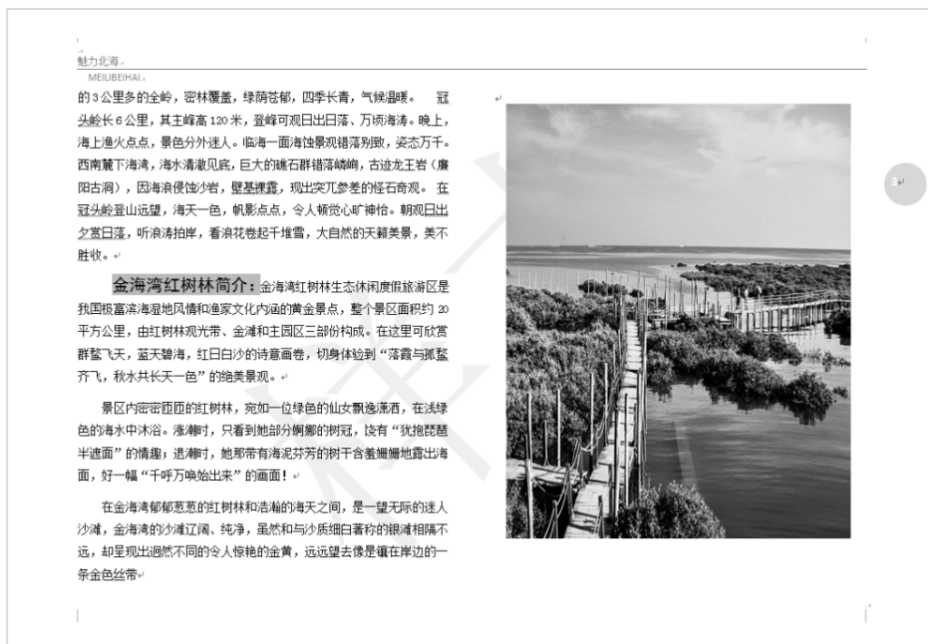 魅力北海
MEILIBEIHAI
的3公里多的全岭，密林覆盖，绿荫苍郁，四季长青，气候温暖。 冠
头岭长6公里，其主峰高120米，登峰可观日出日落、万顷海涛。晚上，
海上渔火点点，景色分外迷人。临海一面海蚀景观错落别致，姿态万千。
西南麓下海湾，海水清澈见底，巨大的礁石群错落嶙峋，古迹龙王岩（廉
阳古洞），因海浪侵蚀沙岩，壁基裸露，现出突兀参差的怪石奇观。 在
冠头岭登山远望，海天一色，帆影点点，令人顿觉心旷神怡。朝观日出
夕赏日落，听浪涛拍岸，看浪花卷起千堆雪，大自然的天籁美景，美不
胜收。
金海湾红树林简介：金海湾红树林生态休闲度假旅游区是
我国极富滨海湿地风情和渔家文化内涵的黄金景点，整个景区面积约20
平方公里，由红树林观光带、金滩和主园区三部份构成。在这里可欣赏
群鹜飞天，蓝天碧海，红日白沙的诗意画卷，切身体验到“落霞与孤鹜
齐飞，秋水共长天一色”的绝美景观。
景区内密密匝匝的红树林，宛如一位绿色的仙女飘逸潇洒，在浅绿
色的海水中沐浴。涨潮时，只看到她部分婀娜的树冠，饶有“犹抱琵琶
半遮面”的情趣；退潮时，她那带有海泥芬芳的树干含羞姗姗地露出海
面，好一幅“千呼万唤始出来”的画面！
在金海湾郁郁葱葱的红树林和浩瀚的海天之间，是一望无际的迷人
沙滩，金海湾的沙滩辽阔、纯净，虽然和与沙质细白著称的银滩相隔不
远，却呈现出迥然不同的令人惊艳的金黄，远远望去像是镶在岸边的一
条金色丝带
3